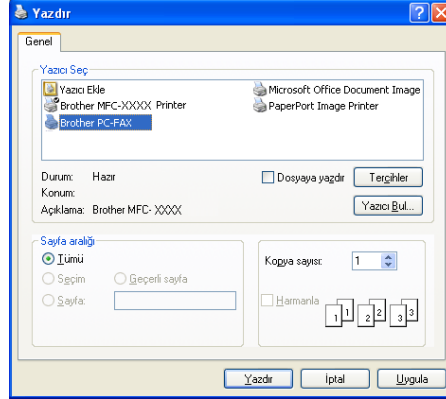 Yazdır
Genel
Yazıcı Seç
Yazıcı Ekle
Microsoft Office Document Image
Brother MFC-XXXX Printer
PaperPort Image Printer
Brother PC-FAX
Durum: Hazır
Dosyaya yazdır
Tercihler
Konum:
Açıklama: Brother MFC- XXXX
Yazıcı Bul...
Sayfa aralığı
Tümü
Kopya sayısı: 1
Seçim
Geçerli sayfa
Sayfa:
Harmanla
1 1 2 2 3 3
Yazdır
İptal
Uygula